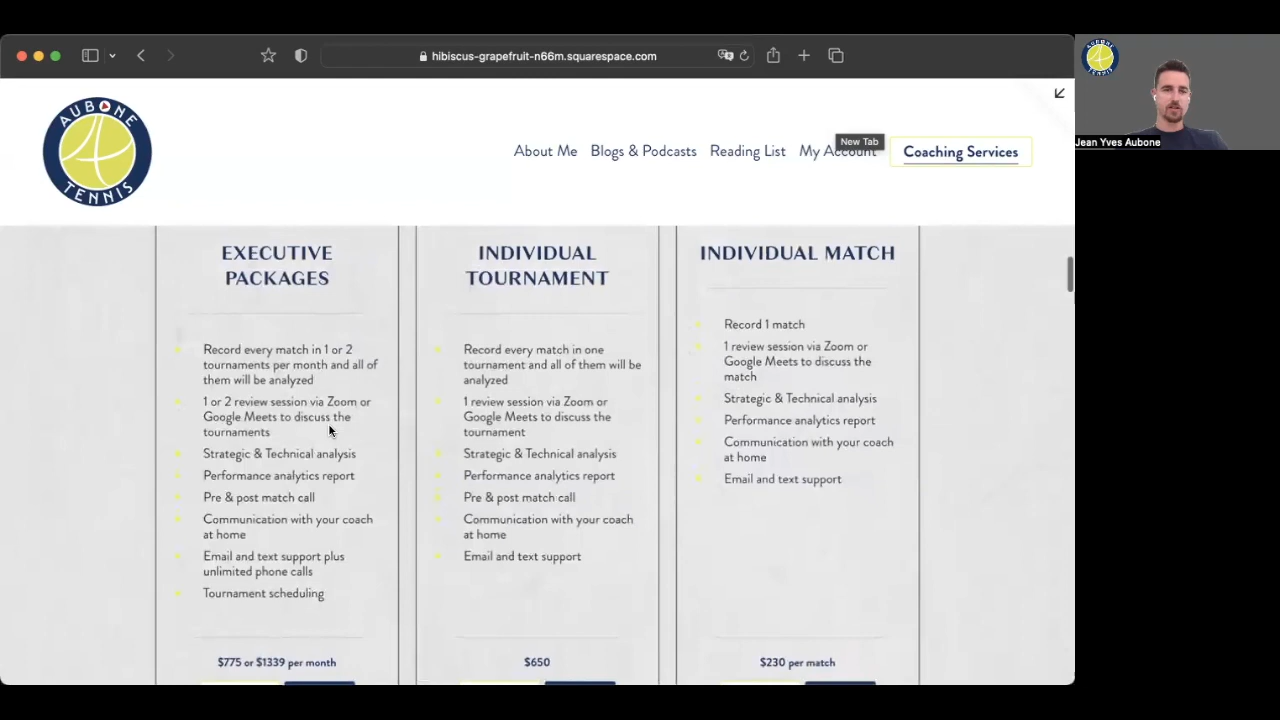 hibiscus-grapefruit-n66m.squarespace.com
AUBONE
TENNIS
Jean Yves Aubone
New Tab
About Me
Blogs & Podcasts
Reading List
My Account
Coaching Services
EXECUTIVE
PACKAGES
Record every match in 1 or 2
tournaments per month and all of
them will be analyzed
1 or 2 review session via Zoom or
Google Meets to discuss the
tournaments
Strategic & Technical analysis
Performance analytics report
Pre & post match call
Communication with your coach
at home
Email and text support plus
unlimited phone calls
Tournament scheduling
$775 or $1339 per month
INDIVIDUAL
TOURNAMENT
Record every match in one
tournament and all of them will be
analyzed
1 review session via Zoom or
Google Meets to discuss the
tournament
Strategic & Technical analysis
Performance analytics report
Pre & post match call
Communication with your coach
at home
Email and text support
$650
INDIVIDUAL MATCH
Record 1 match
1 review session via Zoom or
Google Meets to discuss the
match
Strategic & Technical analysis
Performance analytics report
Communication with your coach
at home
Email and text support
$230 per match